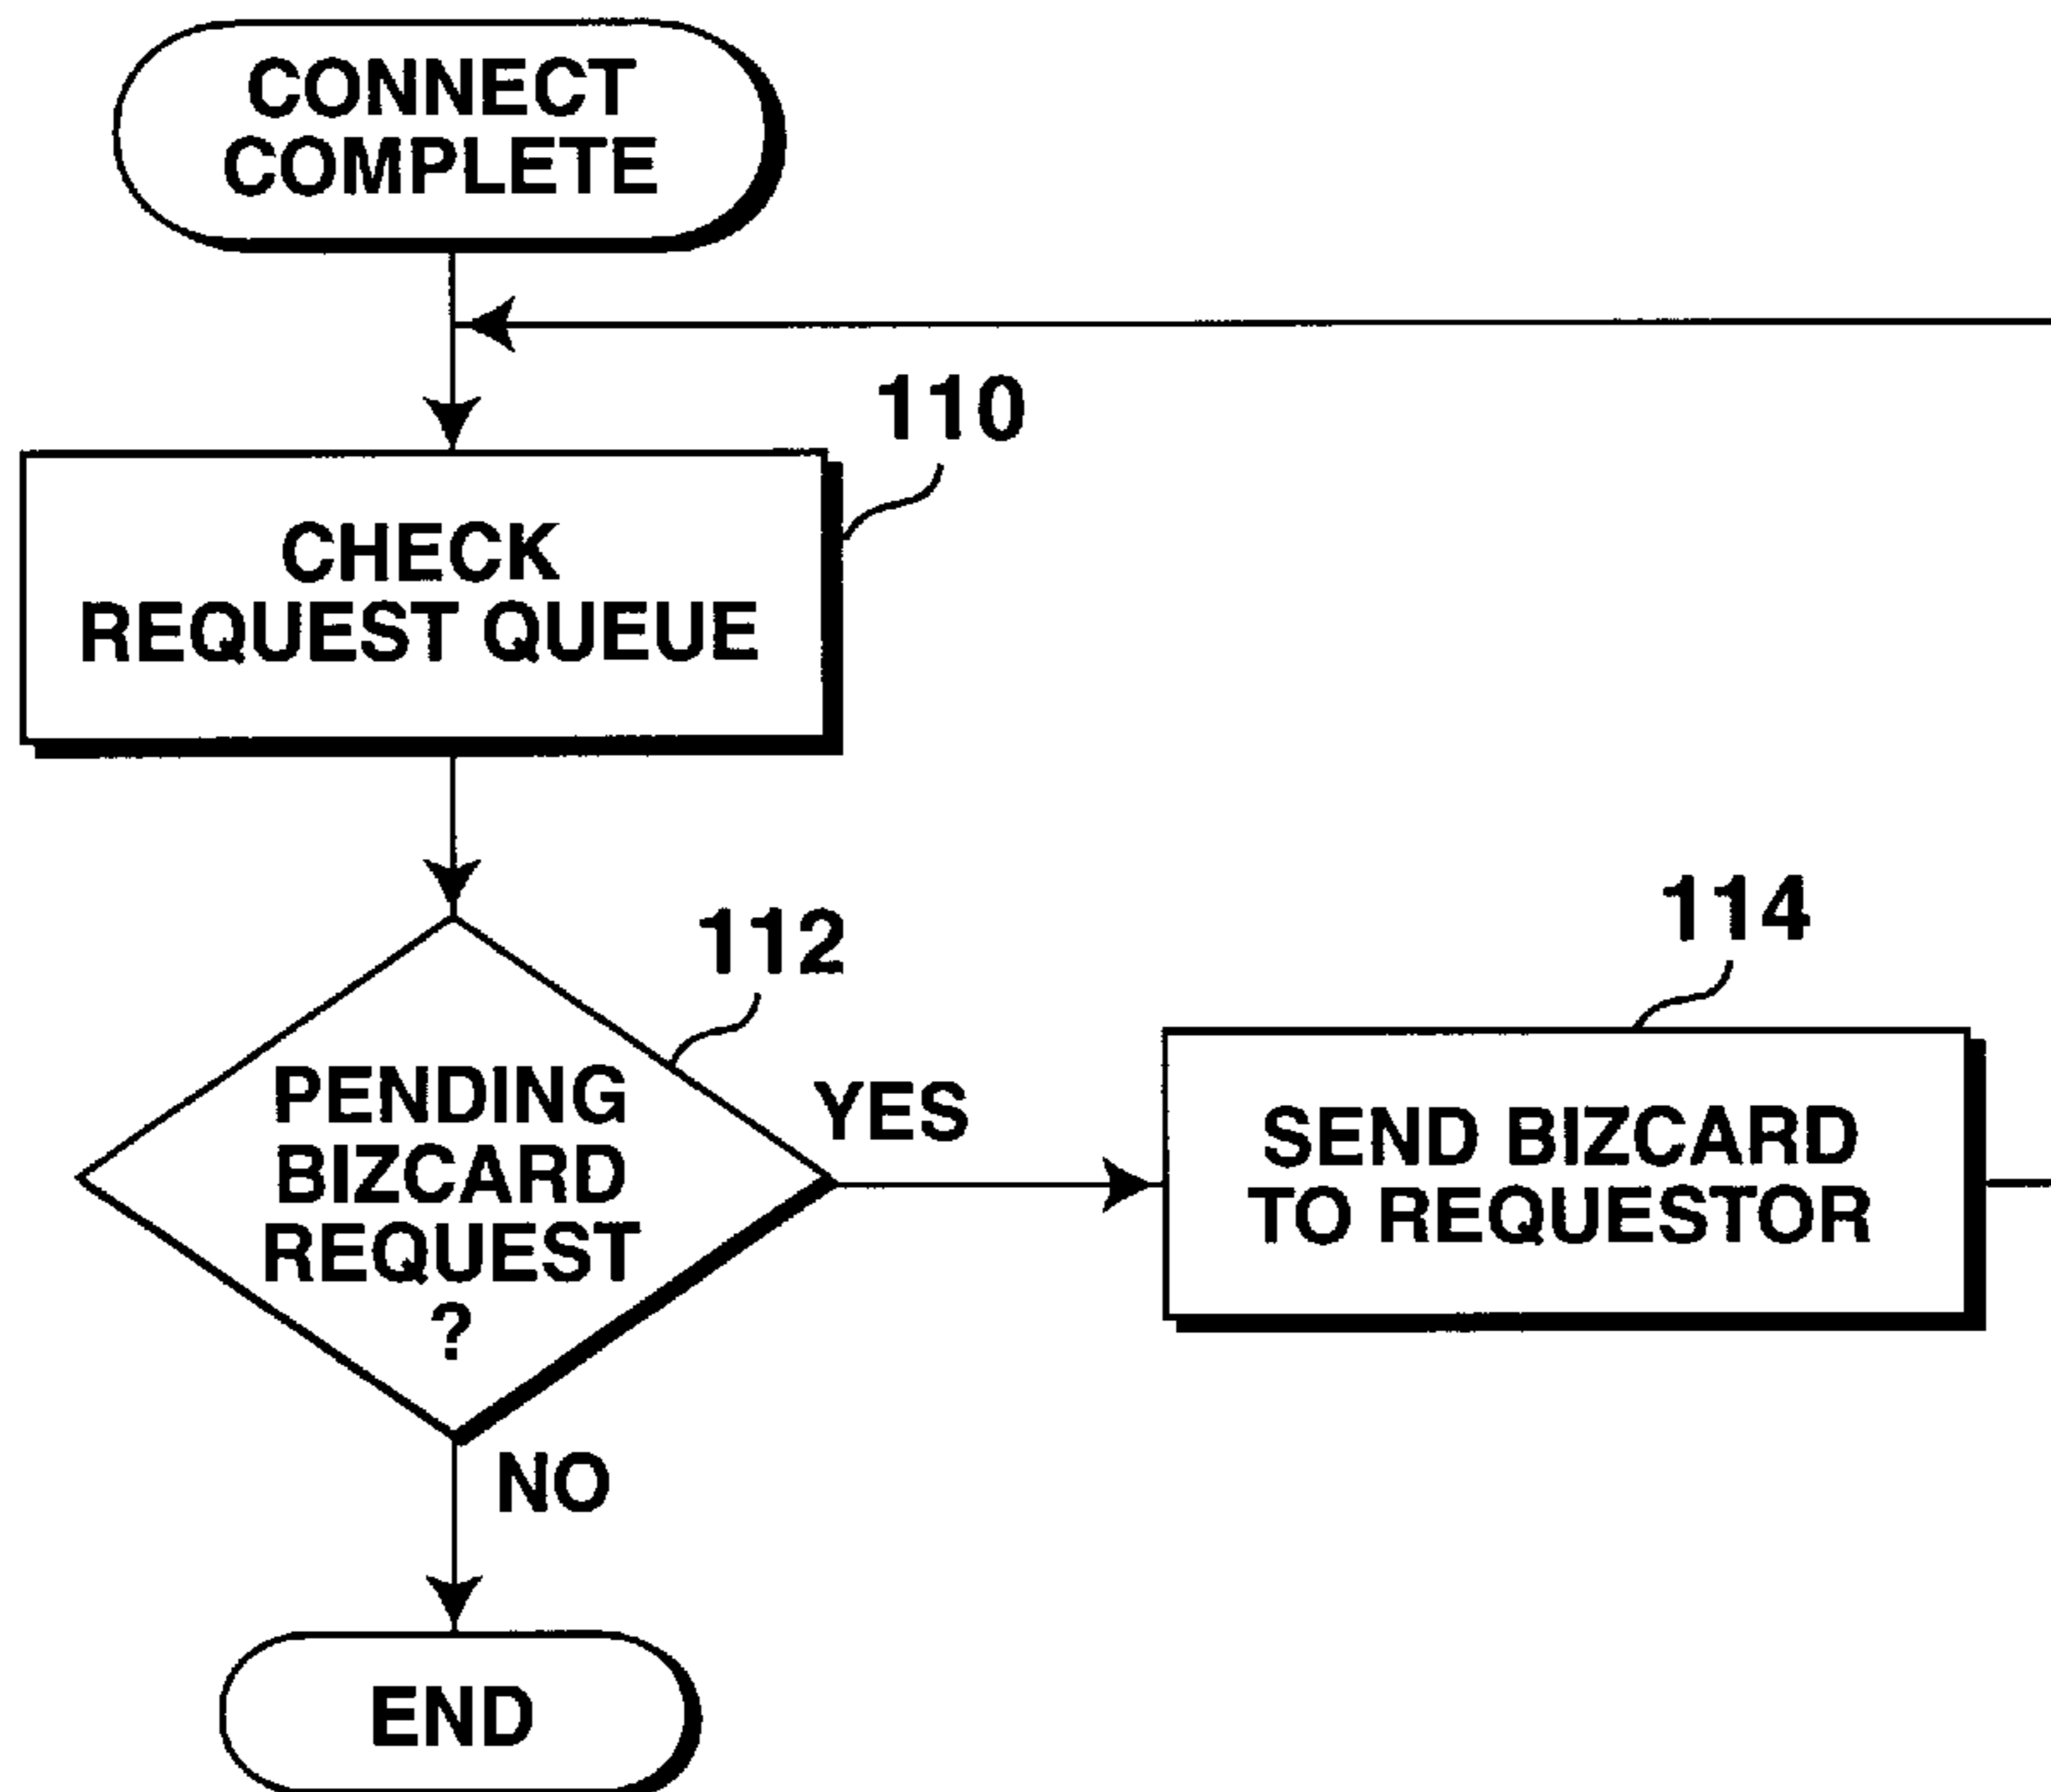 CONNECT
COMPLETE
110
CHECK
REQUEST QUEUE
112
PENDING
BIZCARD
REQUEST
?
YES
114
SEND BIZCARD
TO REQUESTOR
NO
END